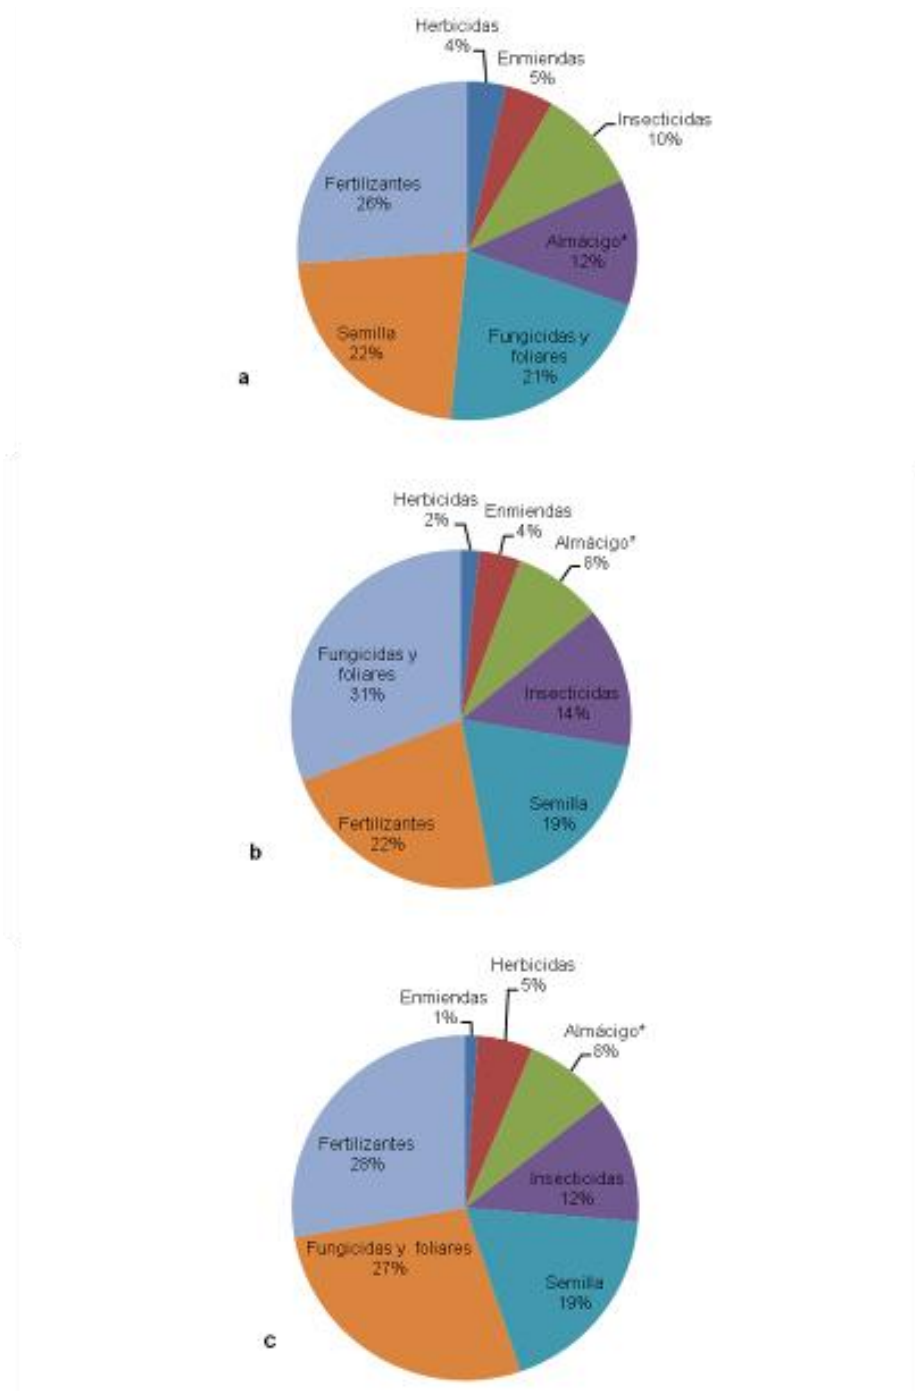 Herbicidas
4%
Enmiendas
5%
Insecticidas
10%
Almácigo*
12%
Fungicidas y
foliares
21%
Semilla
22%
Fertilizantes
26%
a
Herbicidas
2%
Enmiendas
4%
Almácigo*
8%
Insecticidas
14%
Semilla
19%
Fertilizantes
22%
Fungicidas y
foliares
31%
b
Herbicidas
5%
Enmiendas
1%
Almácigo*
8%
Insecticidas
12%
Semilla
19%
Fungicidas y foliares
27%
Fertilizantes
28%
c